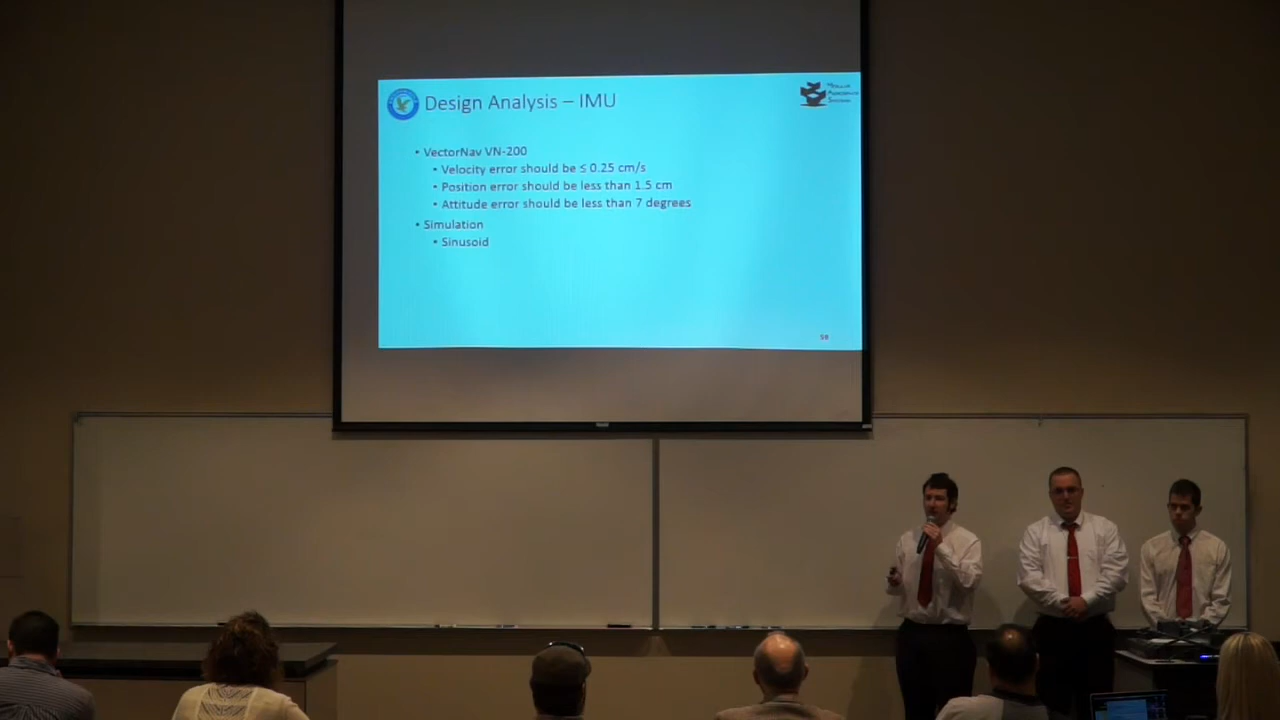 Design Analysis – IMU
• VectorNav VN-200
• Velocity error should be ≤ 0.25 cm/s
• Position error should be less than 1.5 cm
• Attitude error should be less than 7 degrees
• Simulation
• Sinusoid
59